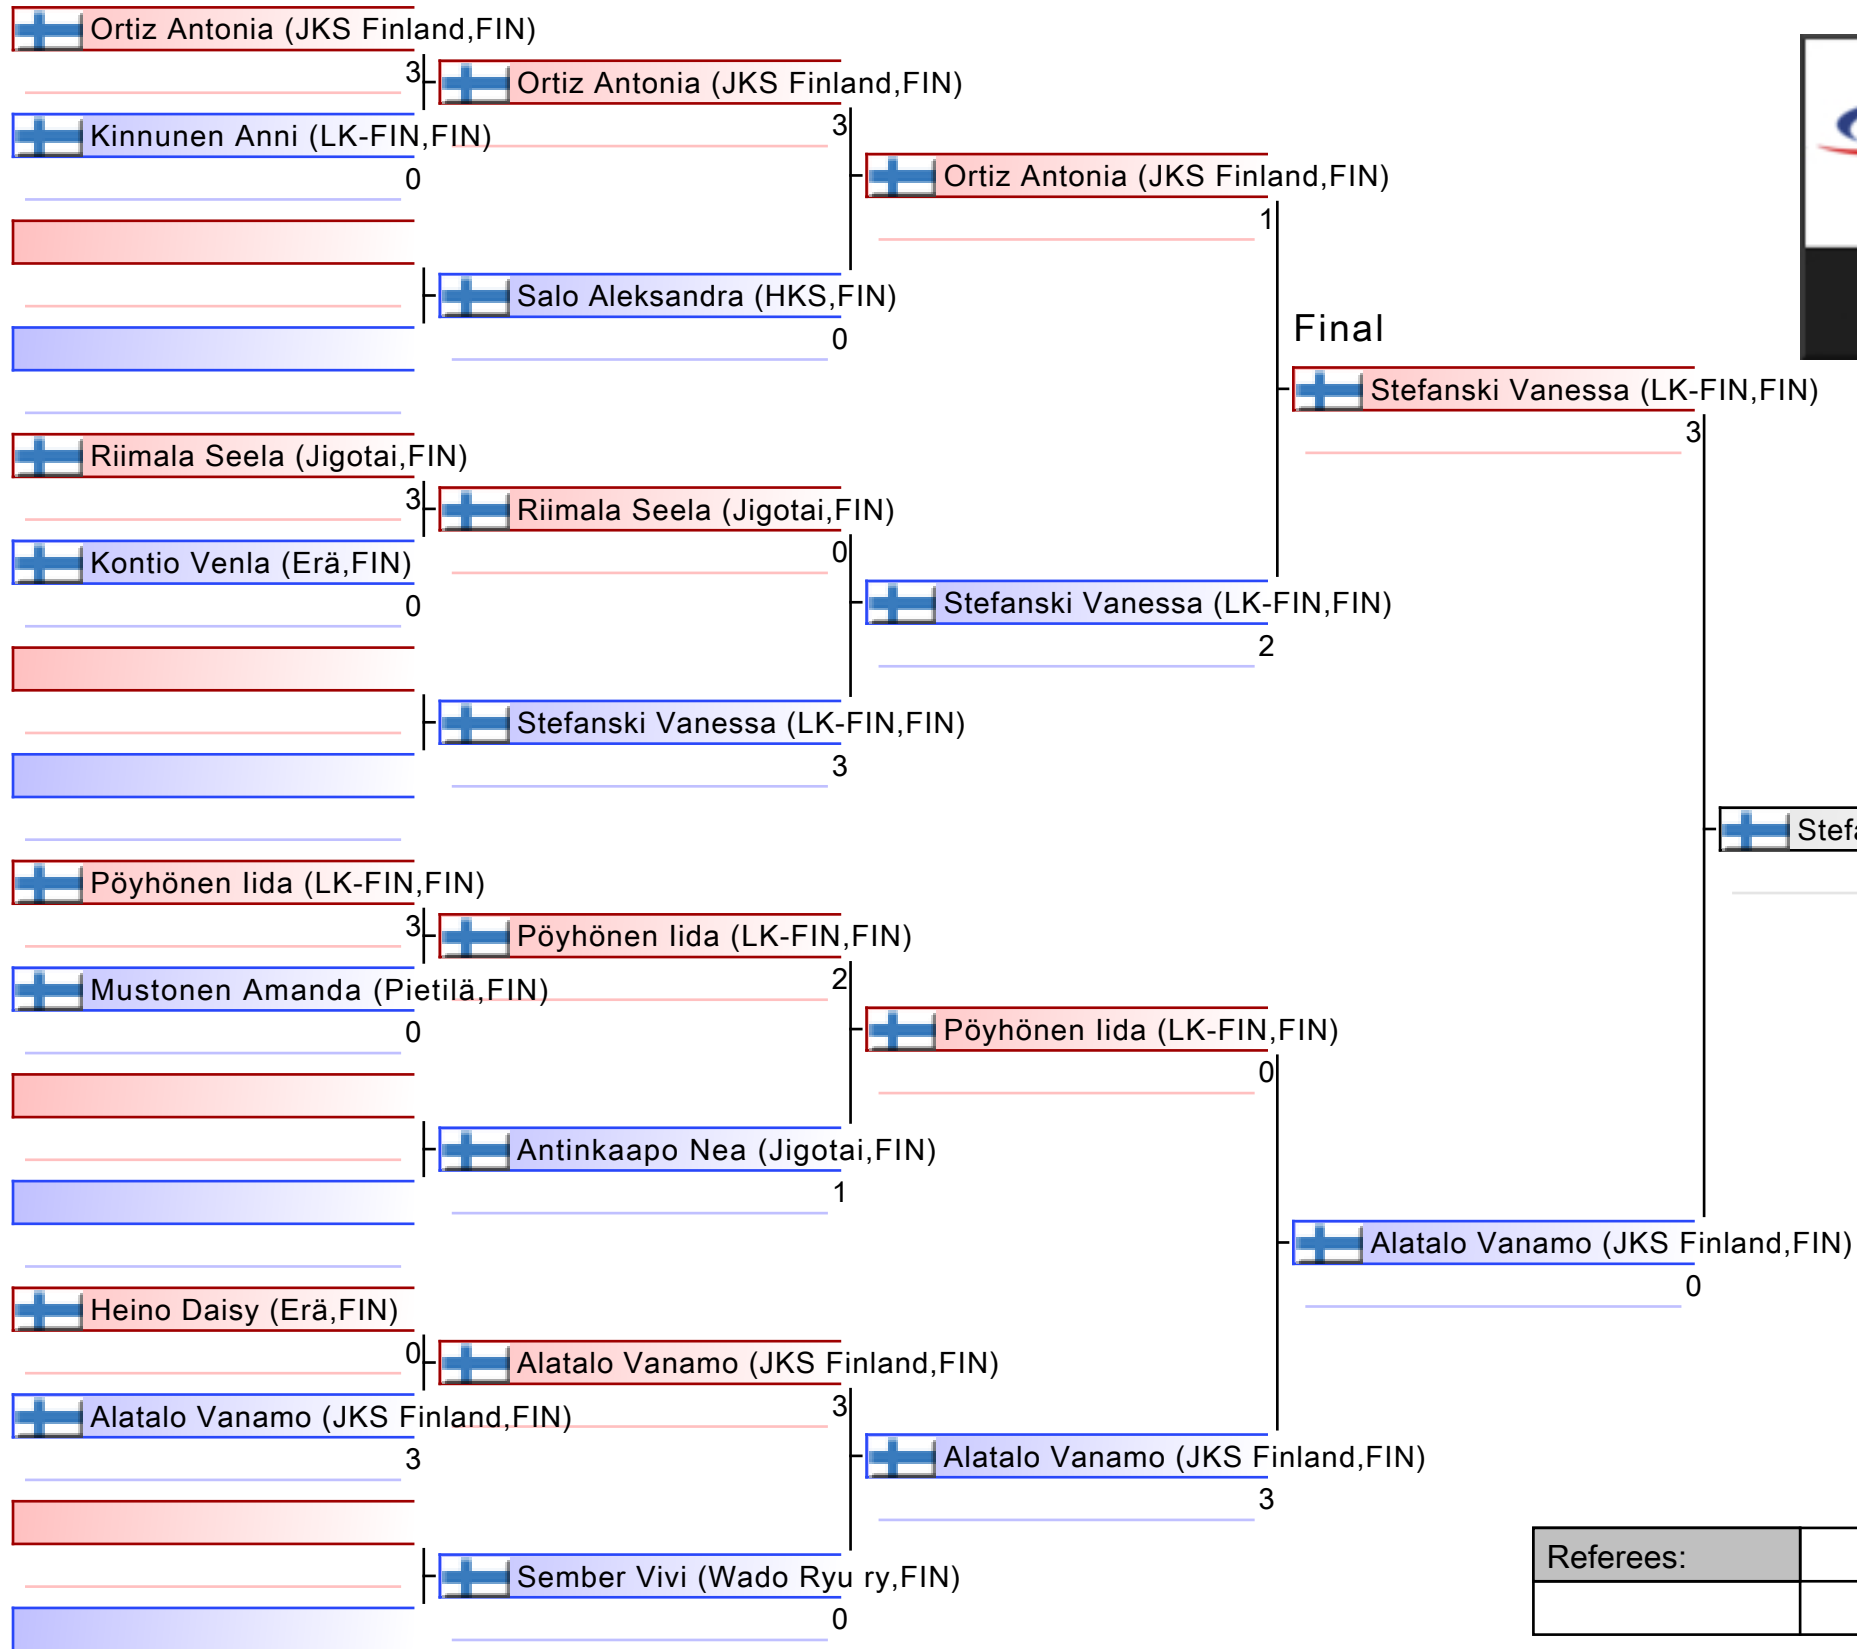 Ortiz Antonia (JKS Finland,FIN)
3
Ortiz Antonia (JKS Finland,FIN)
Kinnunen Anni (LK-FIN,FIN)
3
0
Ortiz Antonia (JKS Finland,FIN)
1
Salo Aleksandra (HKS,FIN)
0
Final
Stefanski Vanessa (LK-FIN,FIN)
3
Riimala Seela (Jigotai,FIN)
3
Riimala Seela (Jigotai,FIN)
0
Kontio Venla (Erä,FIN)
0
Stefanski Vanessa (LK-FIN,FIN)
2
Stefanski Vanessa (LK-FIN,FIN)
3
Stefa
Pöyhönen Iida (LK-FIN,FIN)
3
Pöyhönen Iida (LK-FIN,FIN)
2
Mustonen Amanda (Pietilä,FIN)
0
Pöyhönen Iida (LK-FIN,FIN)
0
Antinkaapo Nea (Jigotai,FIN)
1
Alatalo Vanamo (JKS Finland,FIN)
0
Heino Daisy (Erä,FIN)
0
Alatalo Vanamo (JKS Finland,FIN)
3
Alatalo Vanamo (JKS Finland,FIN)
3
Alatalo Vanamo (JKS Finland,FIN)
3
Sember Vivi (Wado Ryu ry,FIN)
0
Referees: